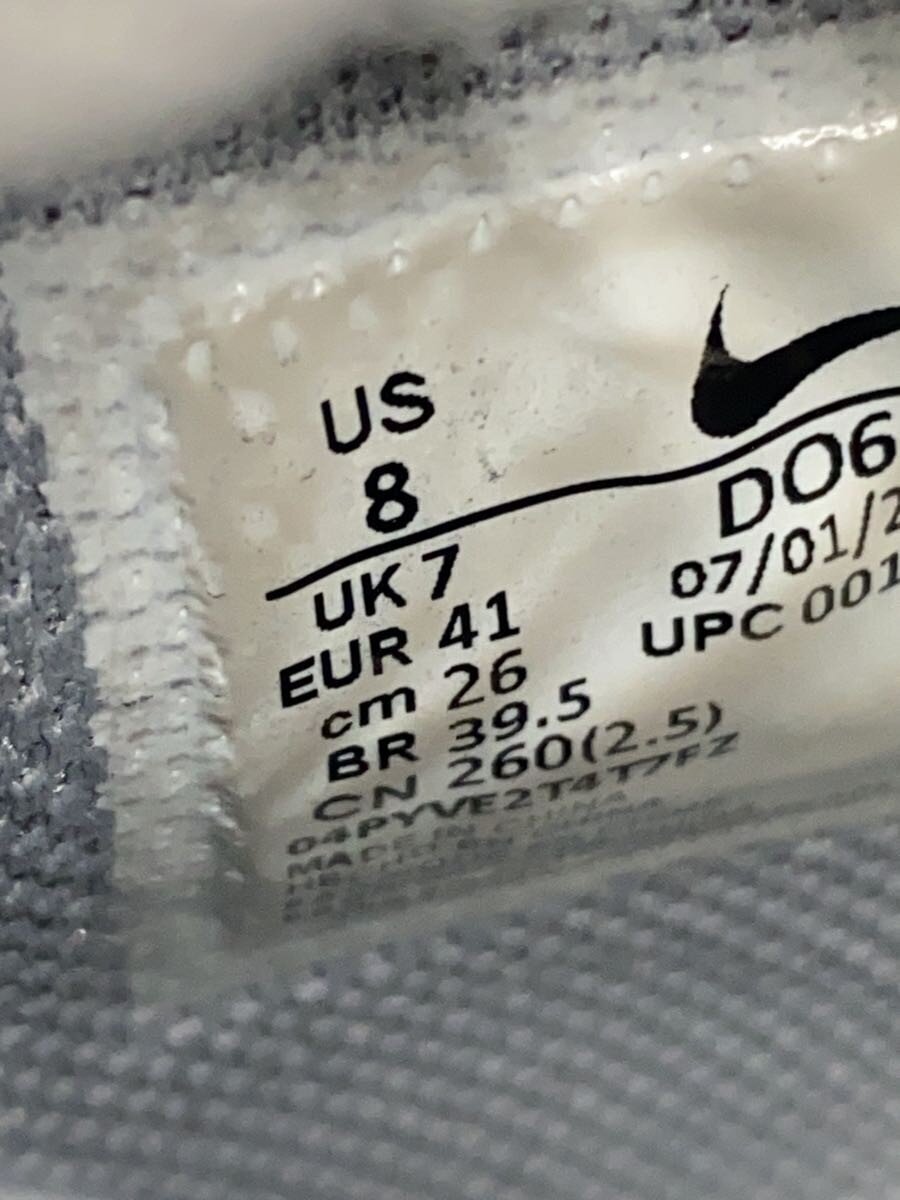 US
8
UK 7
EUR 41
cm 26
BR 39.5
CN 260(2.5)
04PYVE2T4T7FZ
MADE IN CHINA
DO6
07/01/2
UPC 001